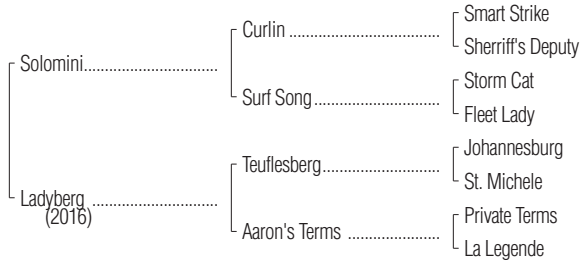 Smart Strike
Curlin
Sherriff's Deputy
Solomini
Storm Cat
Surf Song
Fleet Lady
Johannesburg
Teuflesberg
St. Michele
Ladyberg
(2016)
Private Terms
Aaron's Terms
La Legende